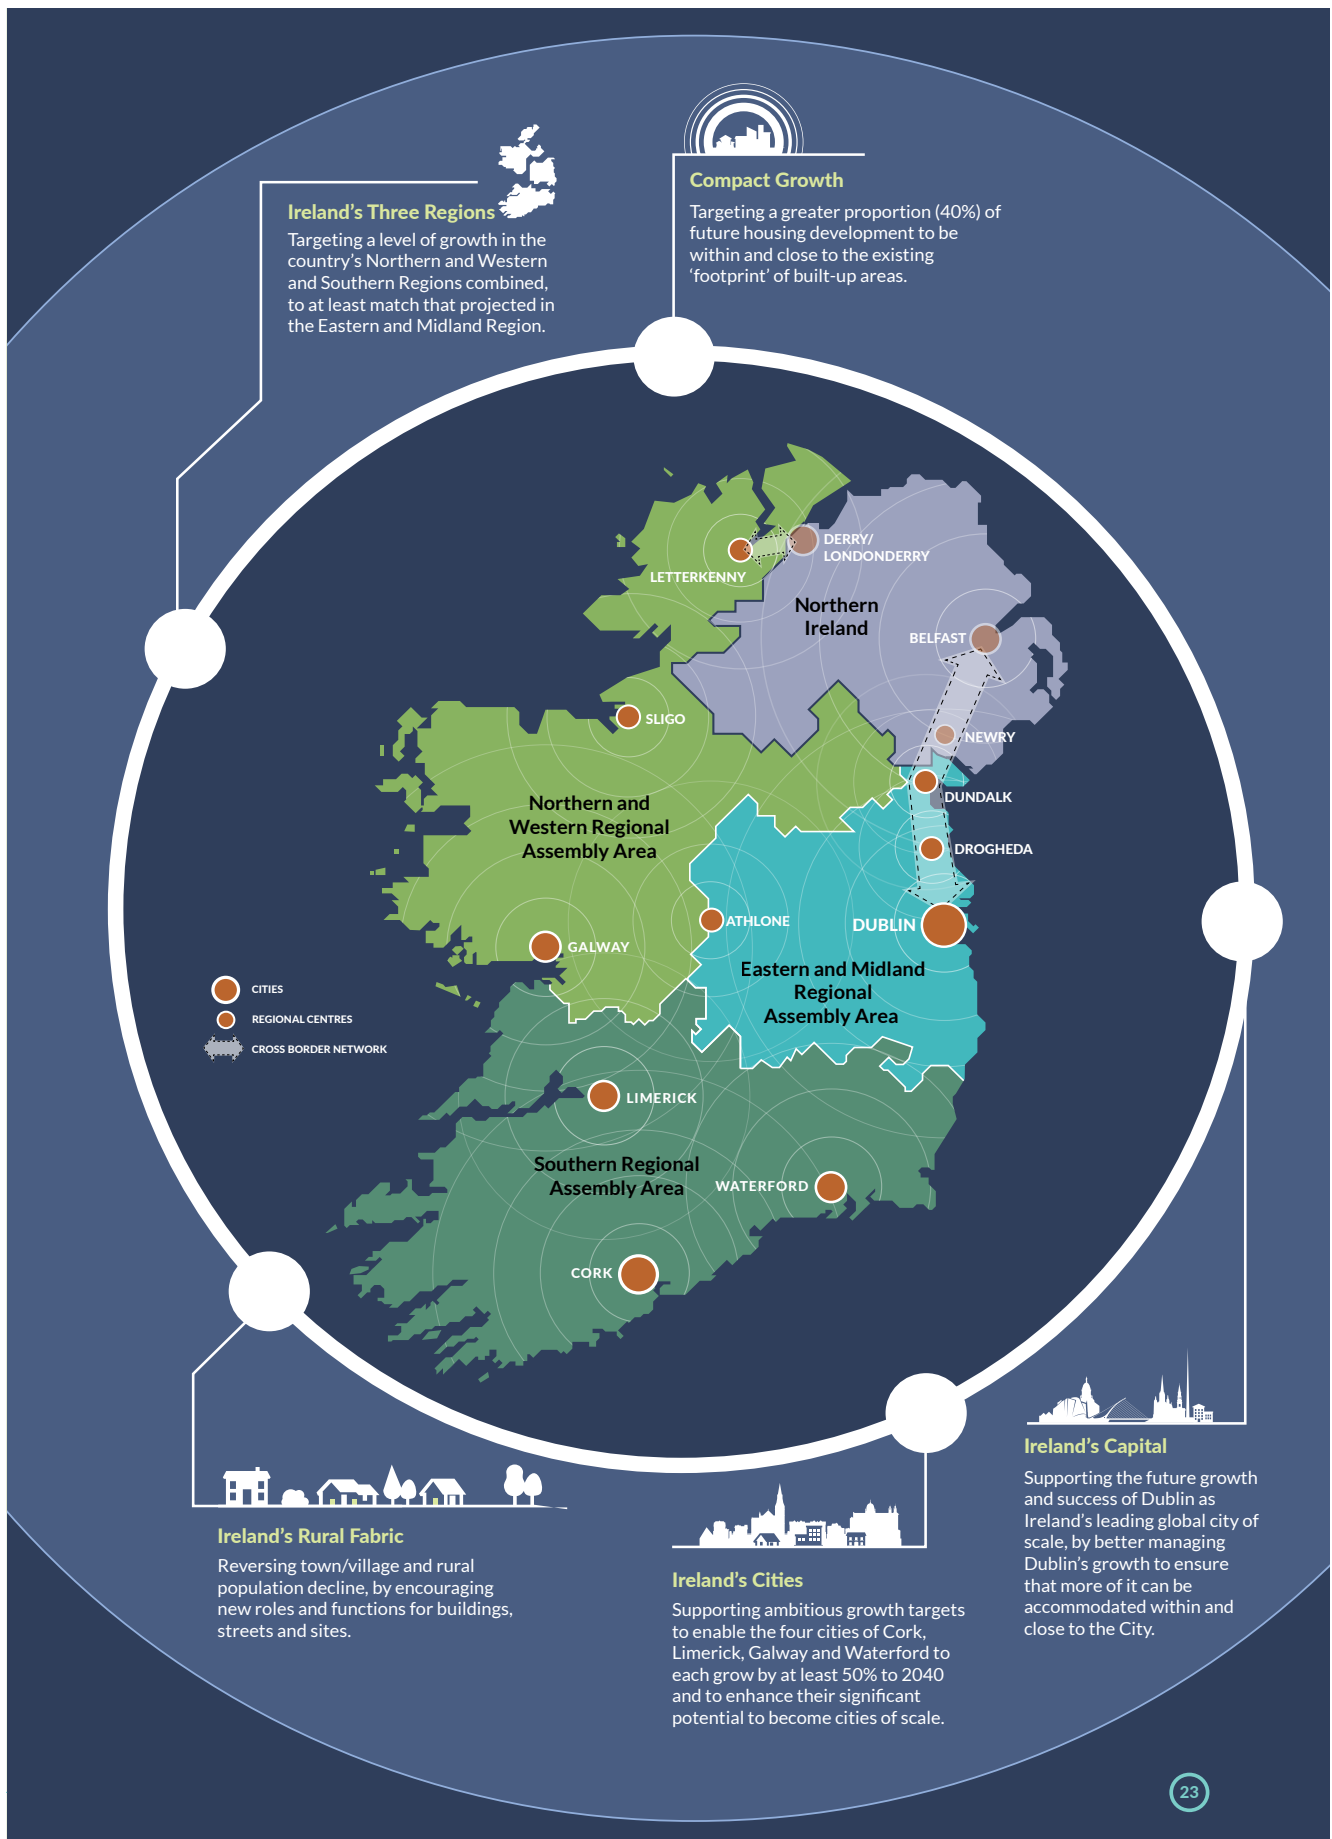 Ireland's Three Regions
Targeting a level of growth in the
country's Northern and Western
and Southern Regions combined,
to at least match that projected in
the Eastern and Midland Region.
Compact Growth
Targeting a greater proportion (40%) of
future housing development to be
within and close to the existing
'footprint' of built-up areas.
DERRY/
LONDONDERRY
LETTERKENNY
Northern
Ireland
BELFAST
SLIGO
NEWRY
DUNDALK
Northern and
Western Regional
Assembly Area
DROGHEDA
ATHLONE
DUBLIN
GALWAY
Eastern and Midland
Regional
Assembly Area
CITIES
REGIONAL CENTRES
CROSS BORDER NETWORK
LIMERICK
Southern Regional
Assembly Area
WATERFORD
CORK
Ireland's Capital
Supporting the future growth
and success of Dublin as
Ireland's leading global city of
scale, by better managing
Dublin's growth to ensure
that more of it can be
accommodated within and
close to the City.
Ireland's Rural Fabric
Reversing town/village and rural
population decline, by encouraging
new roles and functions for buildings,
streets and sites.
Ireland's Cities
Supporting ambitious growth targets
to enable the four cities of Cork,
Limerick, Galway and Waterford to
each grow by at least 50% to 2040
and to enhance their significant
potential to become cities of scale.
23